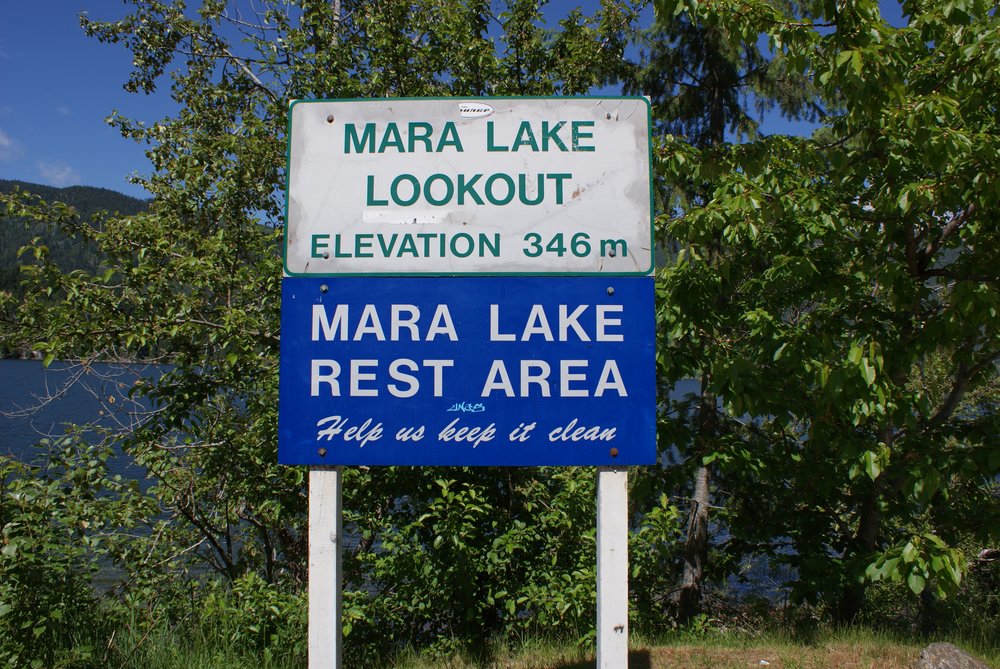 MARA LAKE
LOOKOUT
ELEVATION 346 m
MARA LAKE
REST AREA
Help us keep it clean